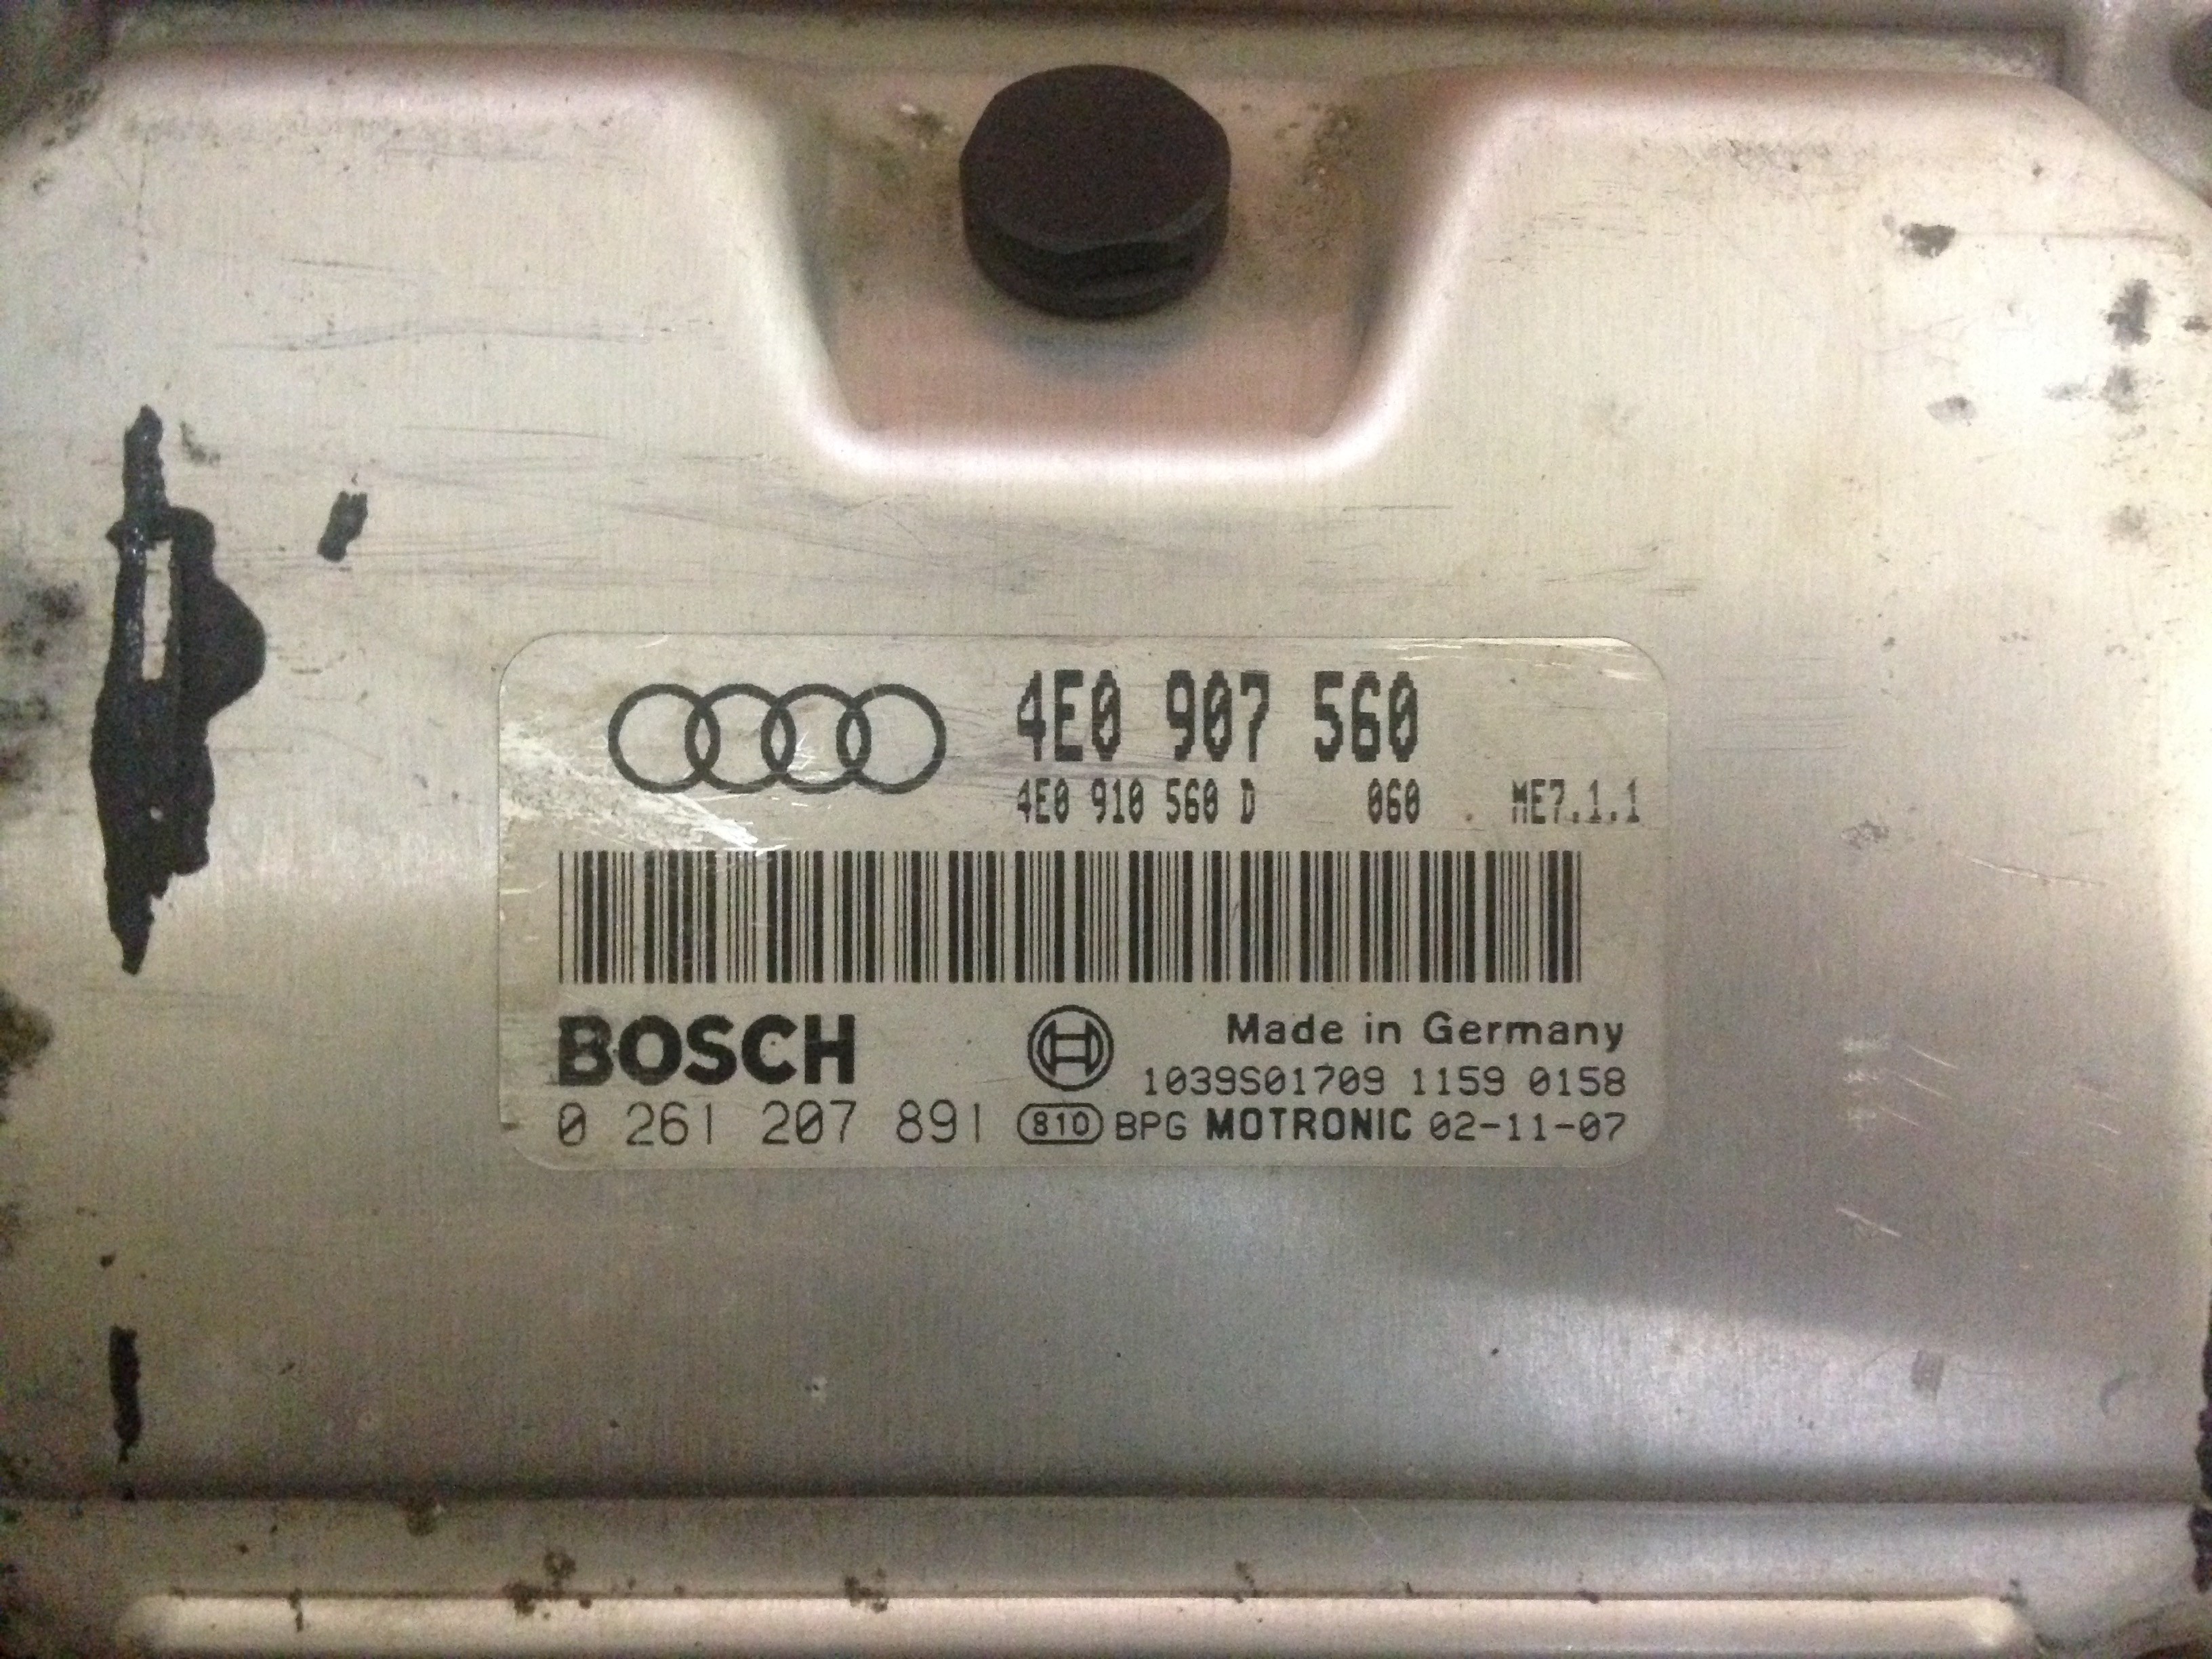 4E0 907 560
4E0 910 560 D 060 . ME7.1.1
BOSCH
Made in Germany
1039S01709 1159 0158
0 261 207 891 810 BPG MOTRONIC 02-11-07